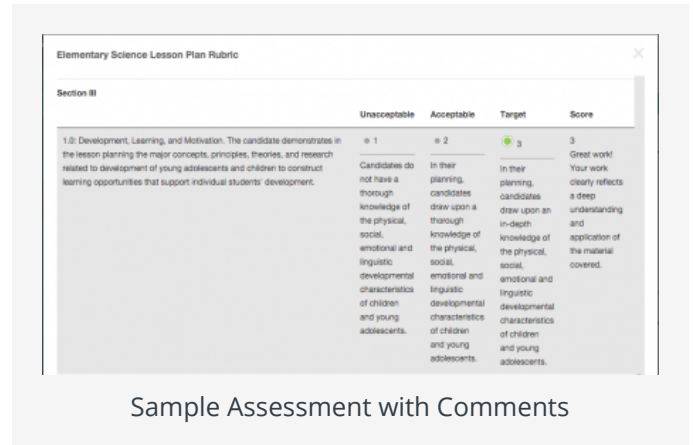 Elementary Science Lesson Plan Rubric
×
Section III
Unacceptable Acceptable Target Score
1.0: Development, Learning, and Motivation. The candidate demonstrates in
the lesson planning the major concepts, principles, theories, and research
related to development of young adolescents and children to construct
learning opportunities that support individual students' development.
1
Candidates do
not have a
thorough
knowledge of
the physical,
social,
emotional and
linguistic
developmental
characteristics
of children
and young
adolescents.
2
In their
planning,
candidates
draw upon a
thorough
knowledge of
the physical,
social,
emotional and
linguistic
developmental
characteristics
of children
and young
adolescents.
3
In their
planning,
candidates
draw upon an
in-depth
knowledge of
the physical,
social,
emotional and
linguistic
developmental
characteristics
of children
and young
adolescents.
3
Great work!
Your work
clearly reflects
a deep
understanding
and
application of
the material
covered.
Sample Assessment with Comments